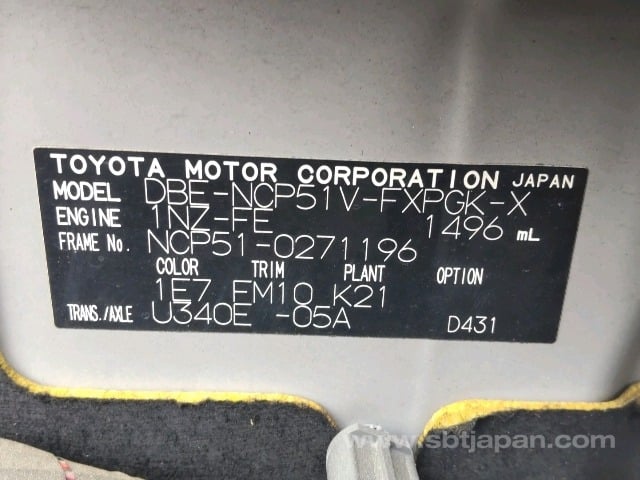 TOYOTA MOTOR CORPORATION JAPAN
MODEL DBE-NCP51V-FXPGK-X
ENGINE 1NZ-FE 1496 mL
FRAME No. NCP51-0271196
COLOR TRIM PLANT OPTION
1E7 FM10 K21
TRANS./AXLE U340E -05A D431
www.sbtjapan.com